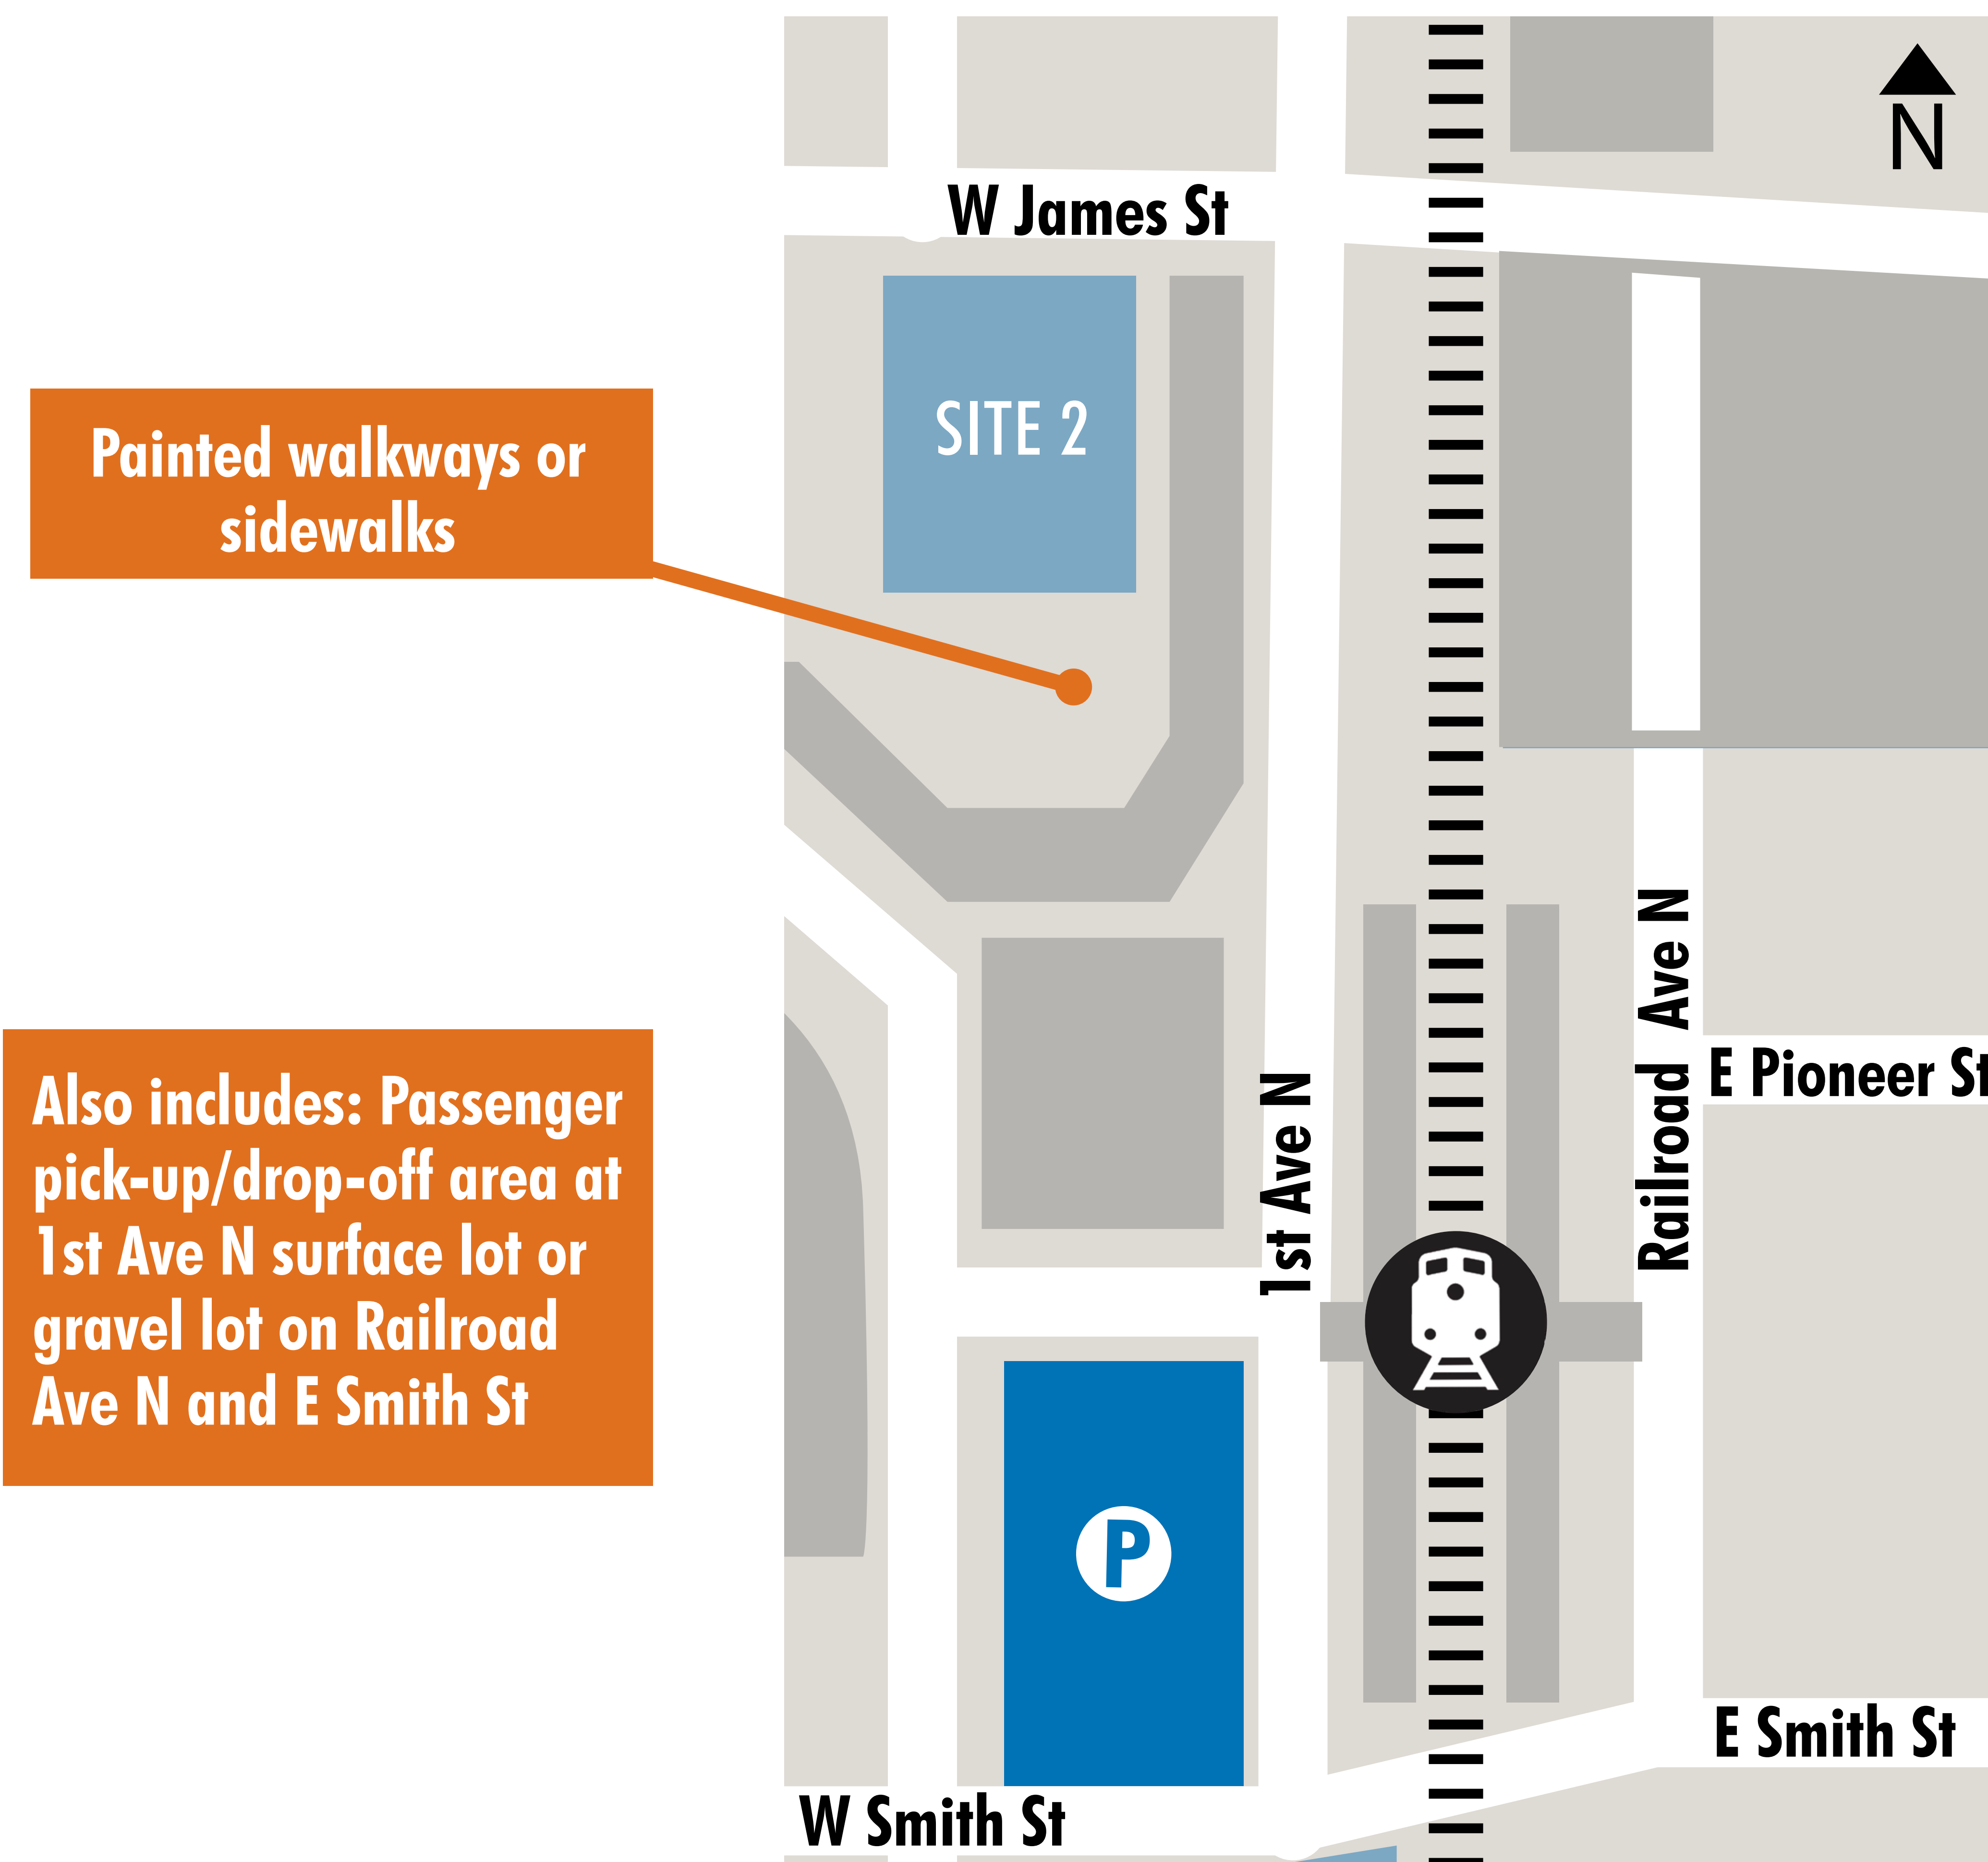 N
W James St
SITE 2
Painted walkways or
sidewalks
Railroad Ave N
E Pioneer St
1st Ave N
Also includes: Passenger
pick-up/drop-off area at
1st Ave N surface lot or
gravel lot on Railroad
Ave N and E Smith St
P
E Smith St
W Smith St